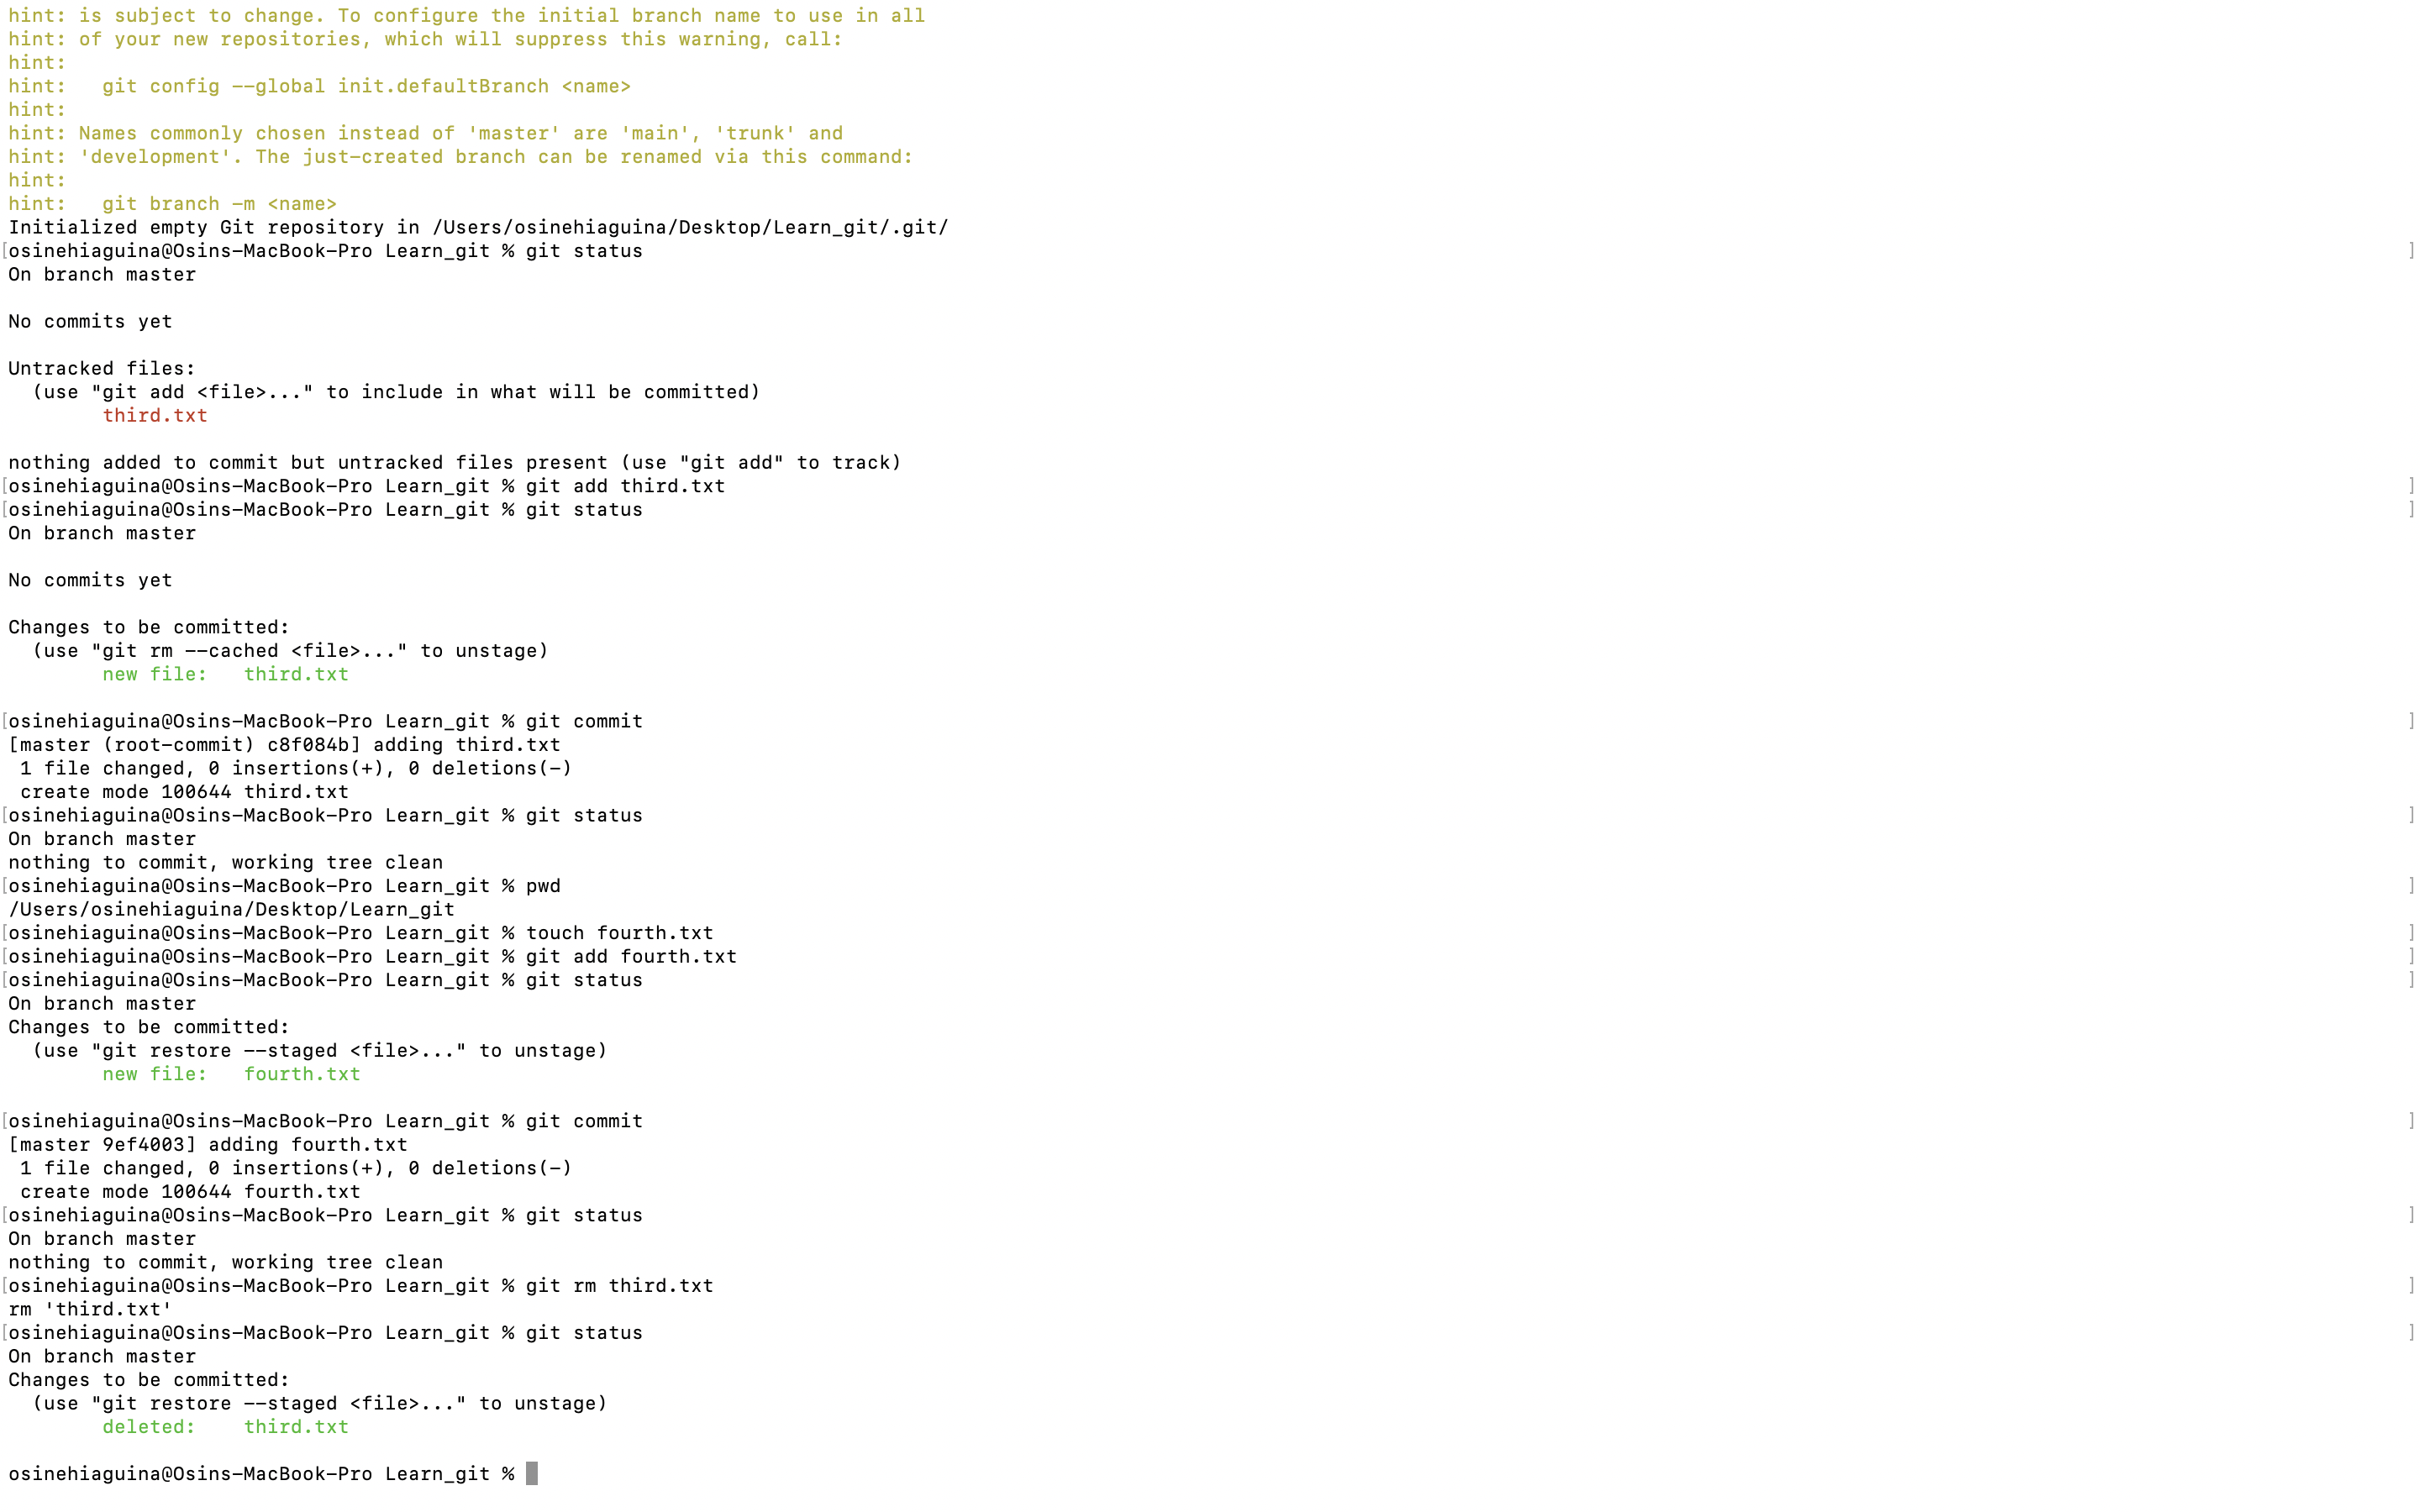 hint: is subject to change. To configure the initial branch name to use in all
hint: of your new repositories, which will suppress this warning, call:
hint:
hint:   git config --global init.defaultBranch <name>
hint:
hint: Names commonly chosen instead of 'master' are 'main', 'trunk' and
hint: 'development'. The just-created branch can be renamed via this command:
hint:
hint:   git branch -m <name>
Initialized empty Git repository in /Users/osinehiaguina/Desktop/Learn_git/.git/
[osinehiaguina@Osins-MacBook-Pro Learn_git % git status ]
On branch master

No commits yet

Untracked files:
  (use "git add <file>..." to include in what will be committed)
        third.txt

nothing added to commit but untracked files present (use "git add" to track)
[osinehiaguina@Osins-MacBook-Pro Learn_git % git add third.txt ]
[osinehiaguina@Osins-MacBook-Pro Learn_git % git status ]
On branch master

No commits yet

Changes to be committed:
  (use "git rm --cached <file>..." to unstage)
        new file:   third.txt

[osinehiaguina@Osins-MacBook-Pro Learn_git % git commit ]
[master (root-commit) c8f084b] adding third.txt
 1 file changed, 0 insertions(+), 0 deletions(-)
 create mode 100644 third.txt
[osinehiaguina@Osins-MacBook-Pro Learn_git % git status ]
On branch master
nothing to commit, working tree clean
[osinehiaguina@Osins-MacBook-Pro Learn_git % pwd ]
/Users/osinehiaguina/Desktop/Learn_git
[osinehiaguina@Osins-MacBook-Pro Learn_git % touch fourth.txt ]
[osinehiaguina@Osins-MacBook-Pro Learn_git % git add fourth.txt ]
[osinehiaguina@Osins-MacBook-Pro Learn_git % git status ]
On branch master
Changes to be committed:
  (use "git restore --staged <file>..." to unstage)
        new file:   fourth.txt

[osinehiaguina@Osins-MacBook-Pro Learn_git % git commit ]
[master 9ef4003] adding fourth.txt
 1 file changed, 0 insertions(+), 0 deletions(-)
 create mode 100644 fourth.txt
[osinehiaguina@Osins-MacBook-Pro Learn_git % git status ]
On branch master
nothing to commit, working tree clean
[osinehiaguina@Osins-MacBook-Pro Learn_git % git rm third.txt ]
rm 'third.txt'
[osinehiaguina@Osins-MacBook-Pro Learn_git % git status ]
On branch master
Changes to be committed:
  (use "git restore --staged <file>..." to unstage)
        deleted:    third.txt

osinehiaguina@Osins-MacBook-Pro Learn_git %